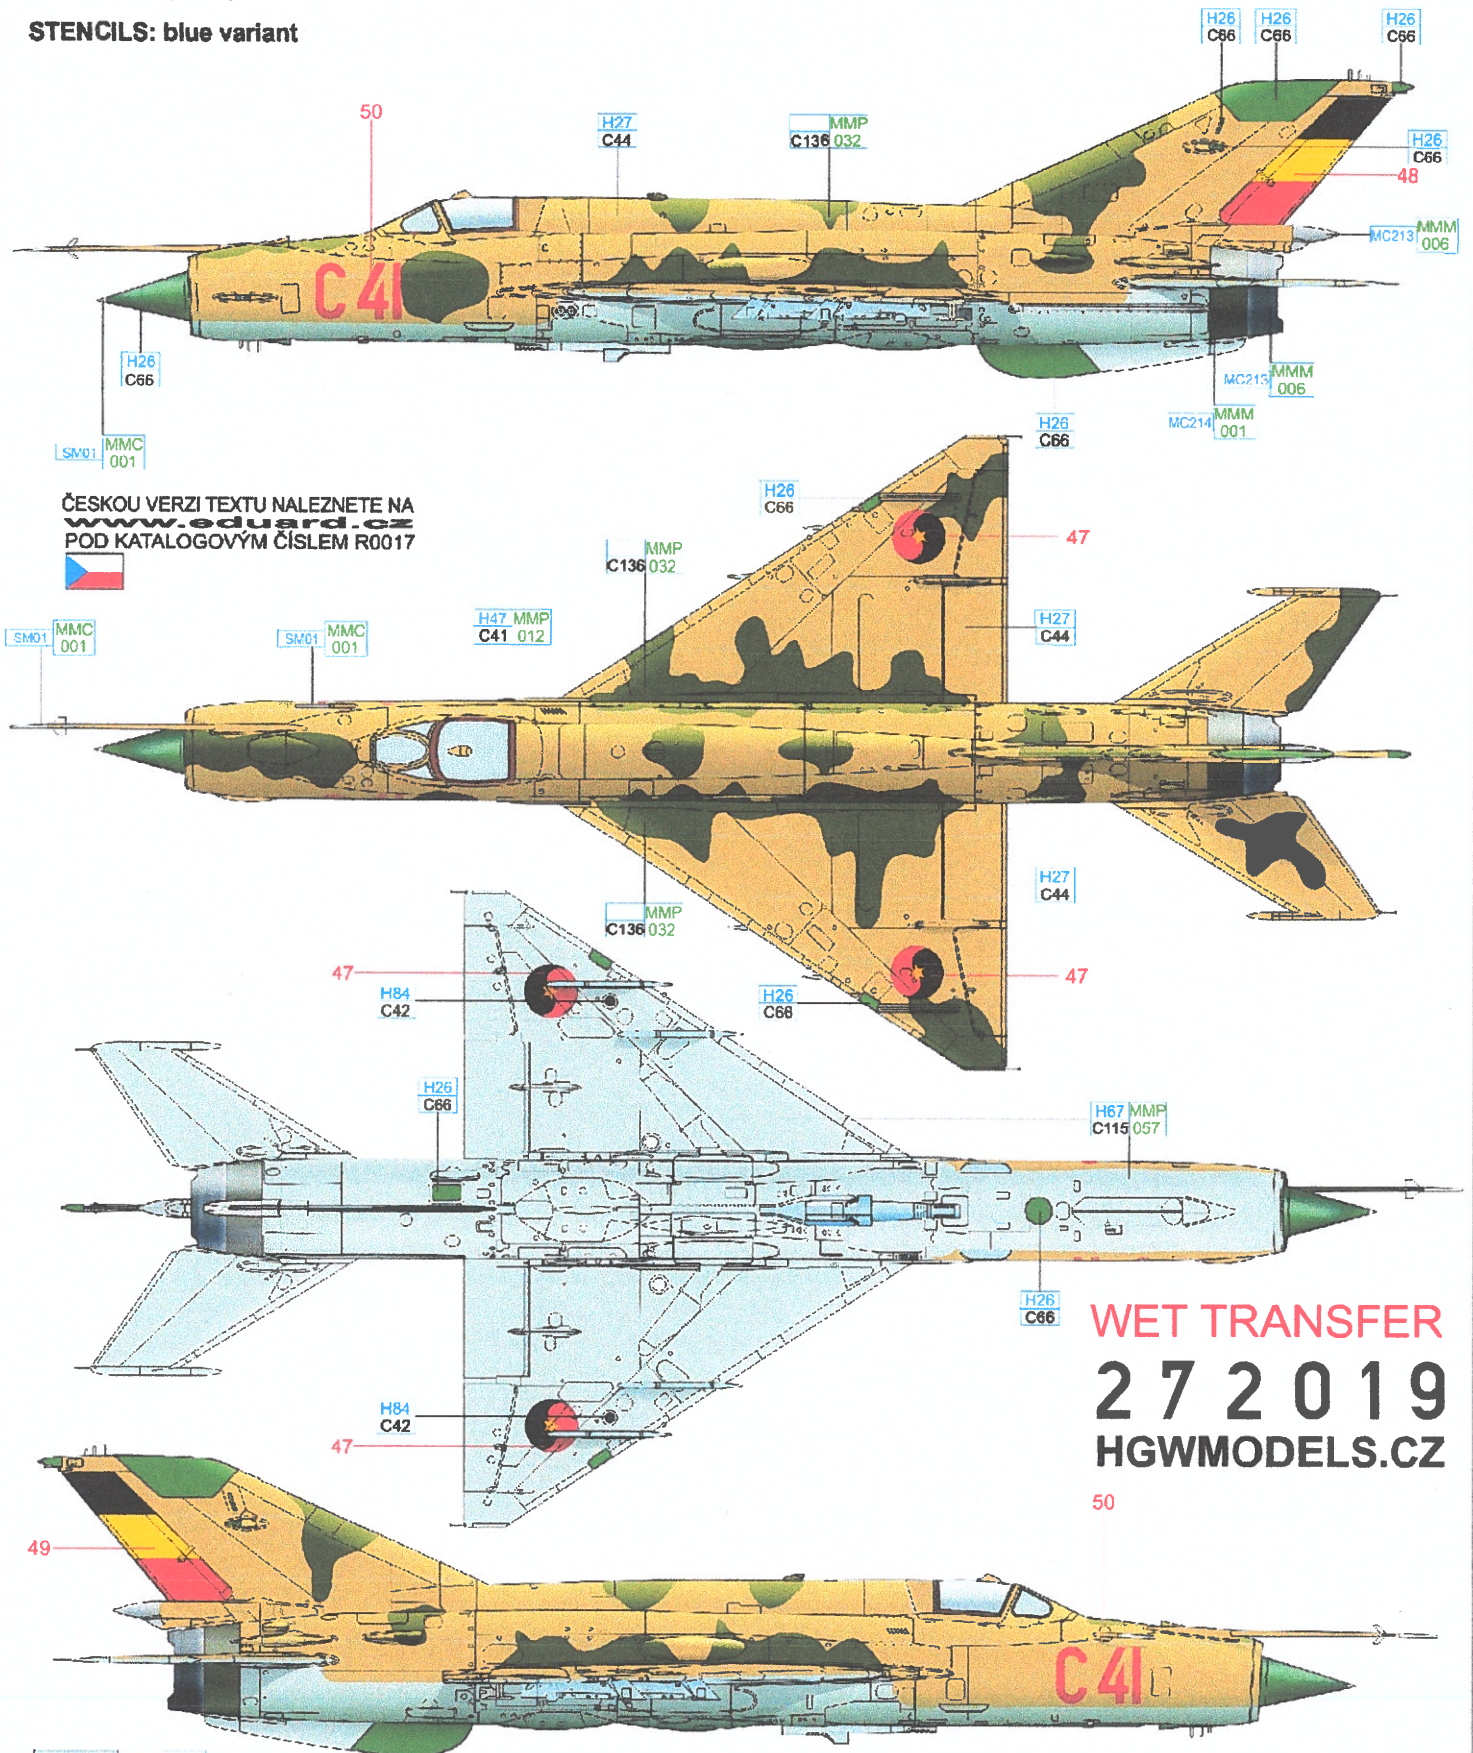 STENCILS: blue variant
H26
C66
H26
C66
H26
C66
50
H27
C44
MMP
C136 032
H26
C66
48
MC213 MMM
006
C 41
H26
C66
MC213 MMM
006
SM01 MMC
001
H26
C66
MC214 MMM
001
ČESKOU VERZI TEXTU NALEZNETE NA
www.eduard.cz
POD KATALOGOVÝM ČÍSLEM R0017
H26
C66
47
MMP
C136 032
SM01 MMC
001
SM01 MMC
001
H47 MMP
C41 012
H27
C44
H27
C44
MMP
C136 032
47
H84
C42
H26
C66
47
H26
C66
H67 MMP
C115 057
H26
C66
WET TRANSFER
272019
HGWMODELS.CZ
H84
C42
47
50
49
C 41